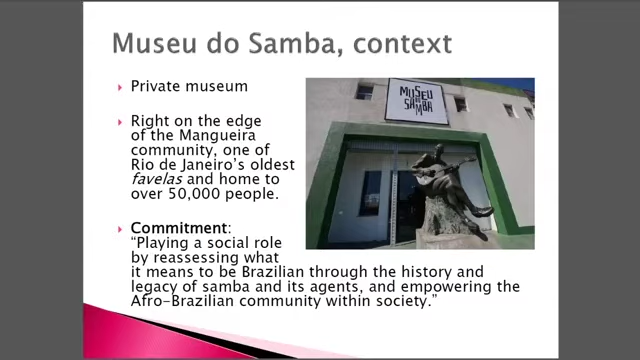 Museu do Samba, context
Private museum
Right on the edge
of the Mangueira
community, one of
Rio de Janeiro's oldest
favelas and home to
over 50,000 people.
Commitment:
"Playing a social role
by reassessing what
it means to be Brazilian through the history and
legacy of samba and its agents, and empowering the
Afro-Brazilian community within society."
MUSEU
DO
SAMBA